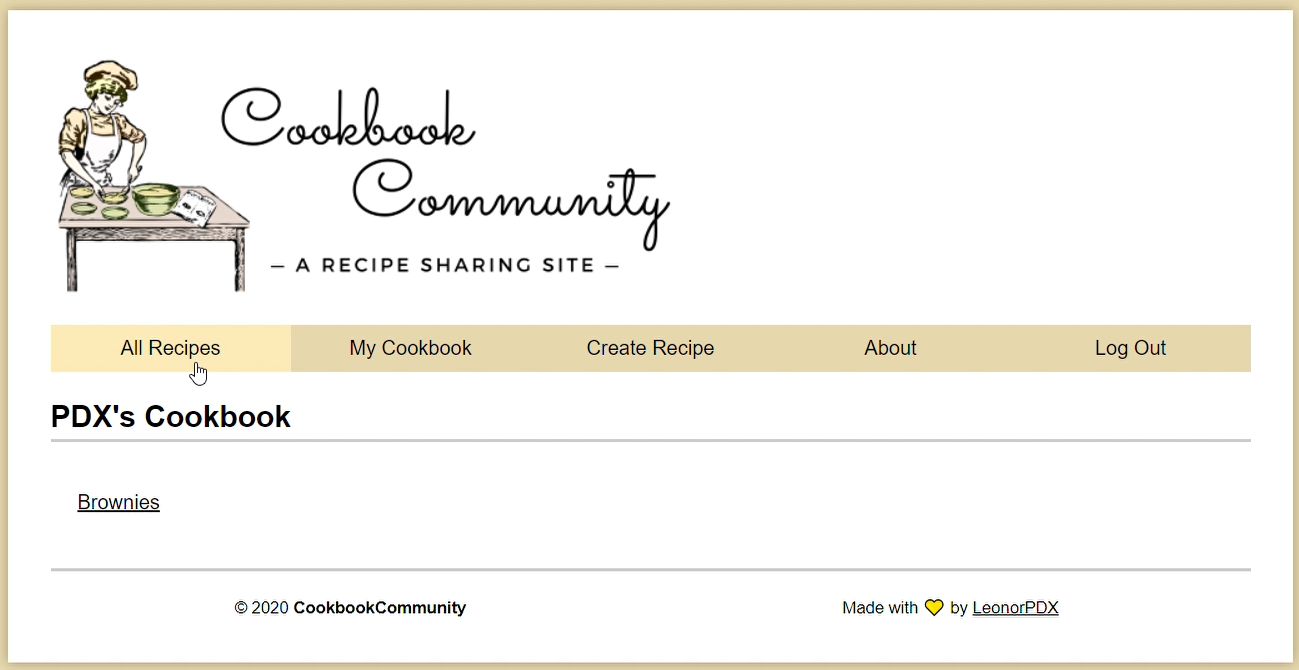 Cookbook
Community
– A RECIPE SHARING SITE –
All Recipes My Cookbook Create Recipe About Log Out
PDX's Cookbook
Brownies
© 2020 CookbookCommunity Made with 💛 by LeonorPDX